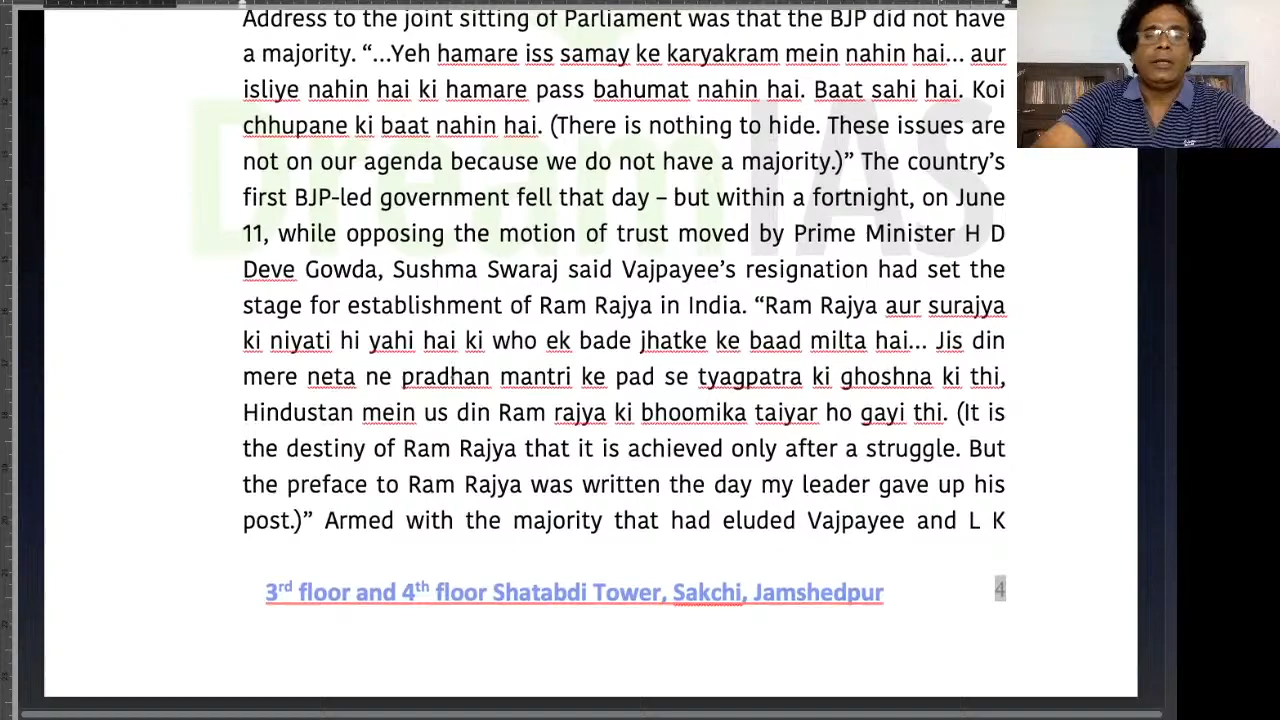 Address to the joint sitting of Parliament was that the BJP did not have
a majority. “…Yeh hamare iss samay ke karyakram mein nahin hai… aur
isliye nahin hai ki hamare pass bahumat nahin hai. Baat sahi hai. Koi
chhupane ki baat nahin hai. (There is nothing to hide. These issues are
not on our agenda because we do not have a majority.)” The country’s
first BJP-led government fell that day – but within a fortnight, on June
11, while opposing the motion of trust moved by Prime Minister H D
Deve Gowda, Sushma Swaraj said Vajpayee’s resignation had set the
stage for establishment of Ram Rajya in India. “Ram Rajya aur surajya
ki niyati hi yahi hai ki who ek bade jhatke ke baad milta hai… Jis din
mere neta ne pradhan mantri ke pad se tyagpatra ki ghoshna ki thi,
Hindustan mein us din Ram rajya ki bhoomika taiyar ho gayi thi. (It is
the destiny of Ram Rajya that it is achieved only after a struggle. But
the preface to Ram Rajya was written the day my leader gave up his
post.)” Armed with the majority that had eluded Vajpayee and L K
DreamIAS
3rd floor and 4th floor Shatabdi Tower, Sakchi, Jamshedpur 4